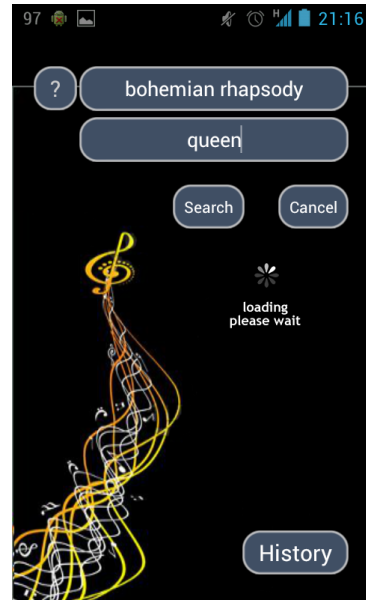 97 H 21:16
? bohemian rhapsody
queen
Search Cancel
loading
please wait
History